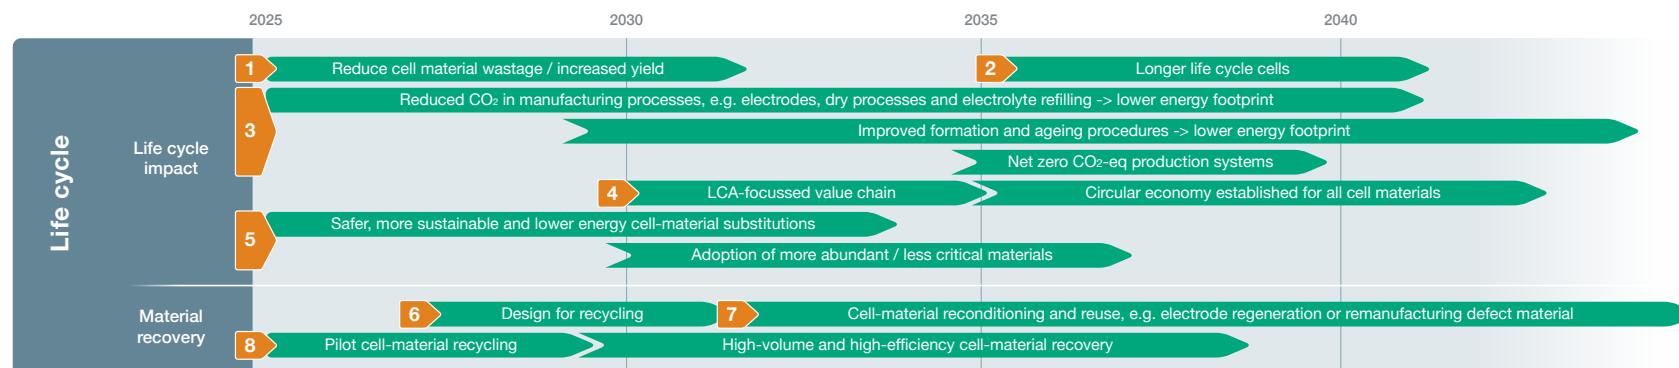 2025 2030 2035 2040
Life cycle
Life cycle
impact
1 Reduce cell material wastage / increased yield
2 Longer life cycle cells
3 Reduced CO₂ in manufacturing processes, e.g. electrodes, dry processes and electrolyte refilling -> lower energy footprint
Improved formation and ageing procedures -> lower energy footprint
Net zero CO₂-eq production systems
4 LCA-focussed value chain
Circular economy established for all cell materials
5 Safer, more sustainable and lower energy cell-material substitutions
Adoption of more abundant / less critical materials
Material
recovery
6 Design for recycling
7 Cell-material reconditioning and reuse, e.g. electrode regeneration or remanufacturing defect material
8 Pilot cell-material recycling
High-volume and high-efficiency cell-material recovery